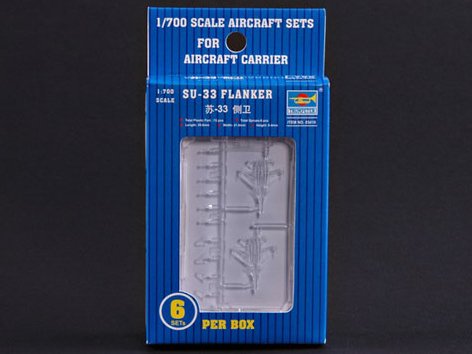 1/700 SCALE AIRCRAFT SETS
FOR
AIRCRAFT CARRIER
1:700
SCALE
SU-33 FLANKER
苏-33 侧卫
6
SETs
PER BOX